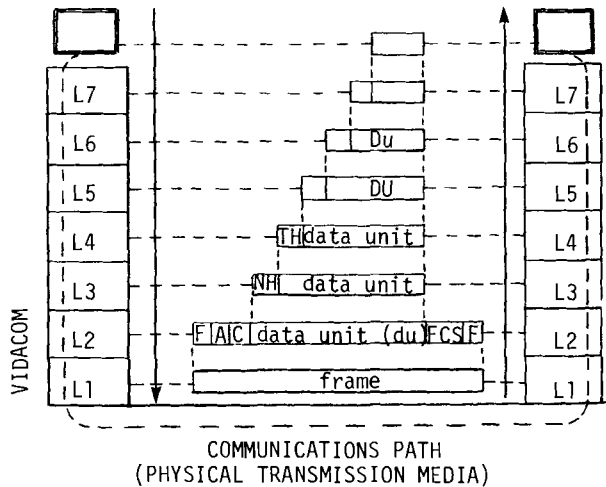 L7 L7
L6 Du L6
L5 DU L5
L4 TH data unit L4
L3 NH data unit L3
L2 F A C data unit (du) FCS F L2
L1 frame L1
VIDACOM
COMMUNICATIONS PATH
(PHYSICAL TRANSMISSION MEDIA)